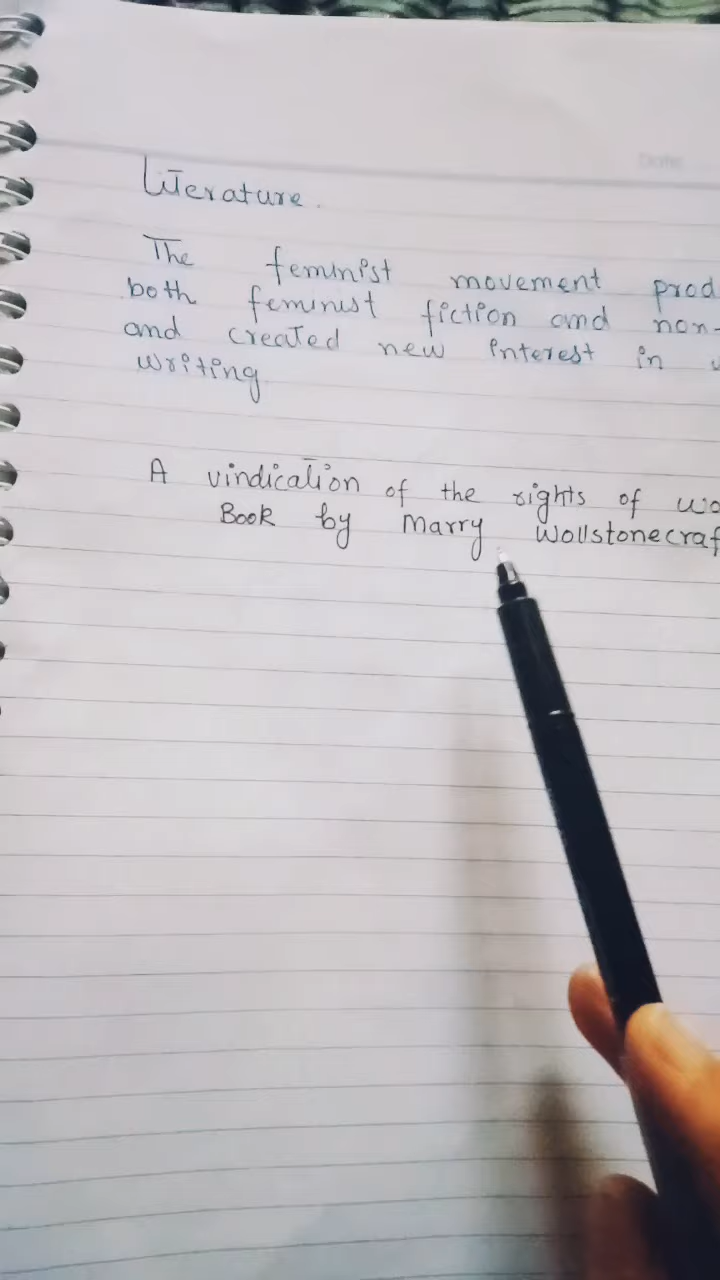 Literature.
The feminist movement prod
both feminist fiction and non-
and created new interest in
writing
A vindication of the rights of wo
Book by Marry Wollstonecraf